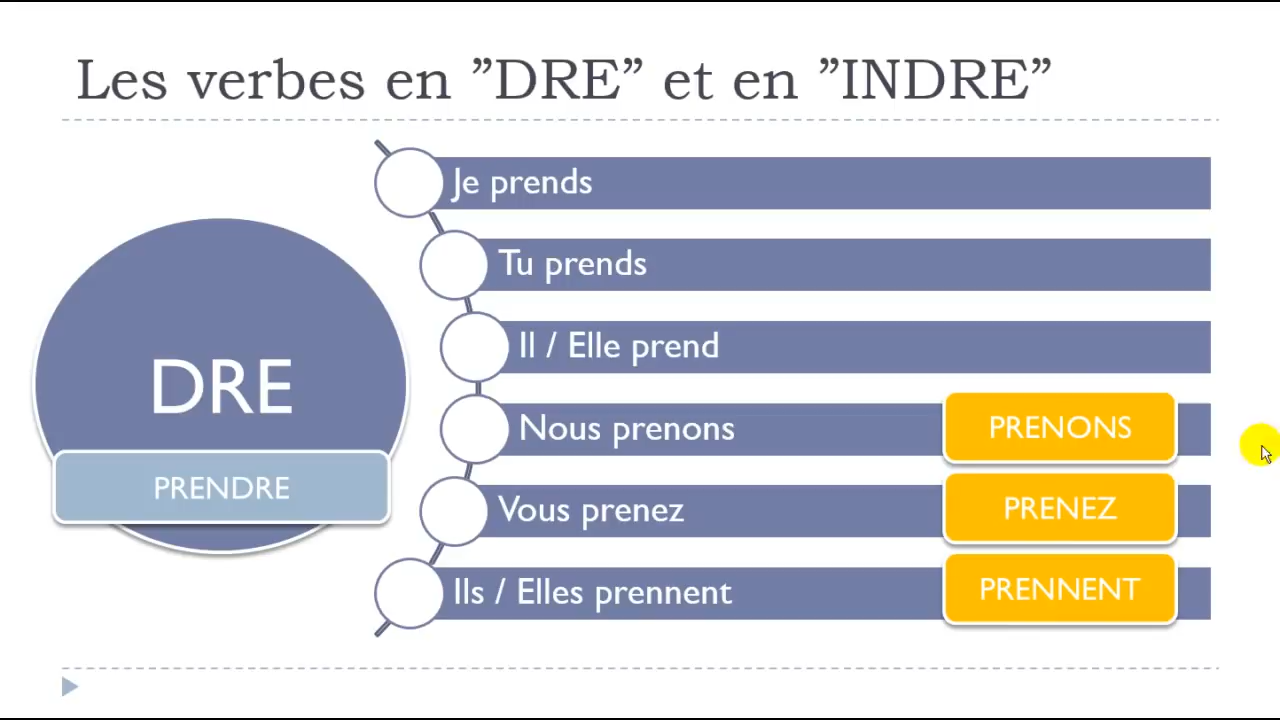 Les verbes en ”DRE” et en ”INDRE”
DRE
PRENDRE
Je prends
Tu prends
Il / Elle prend
Nous prenons
PRENONS
Vous prenez
PRENEZ
Ils / Elles prennent
PRENNENT